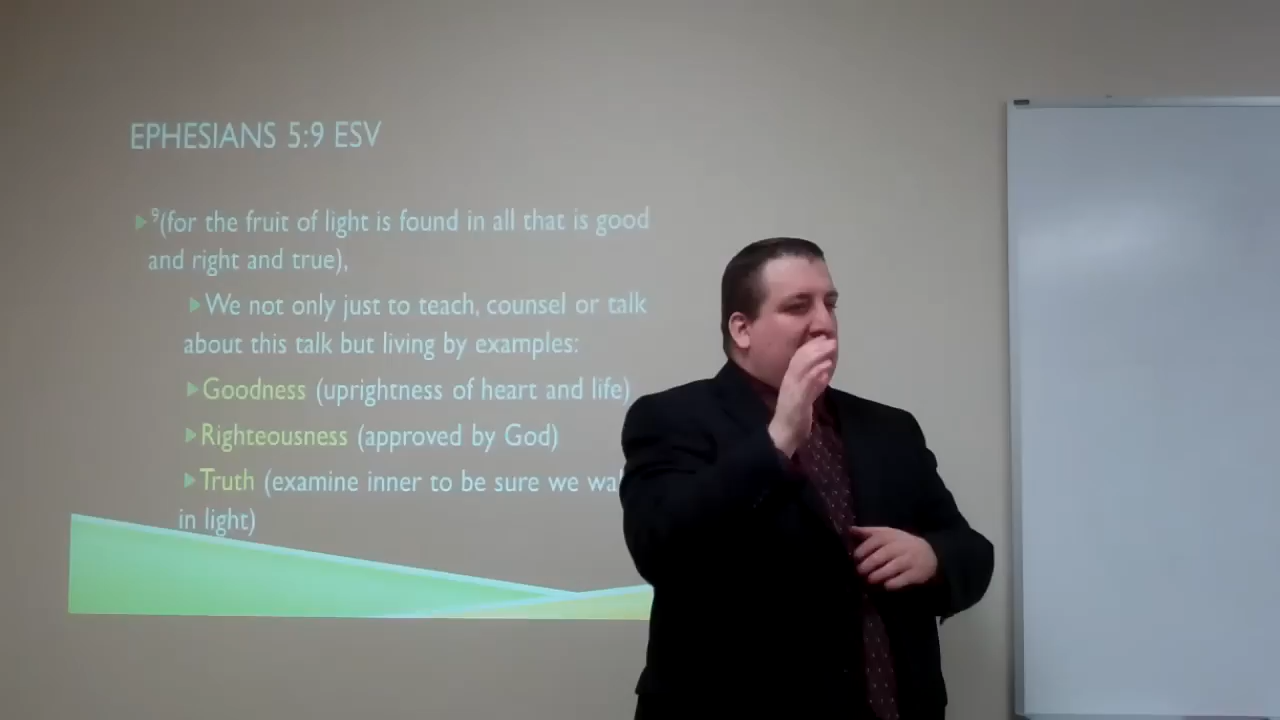 EPHESIANS 5:9 ESV
9(for the fruit of light is found in all that is good
and right and true),
We not only just to teach, counsel or talk
about this talk but living by examples:
Goodness (uprightness of heart and life)
Righteousness (approved by God)
Truth (examine inner to be sure we
in light)